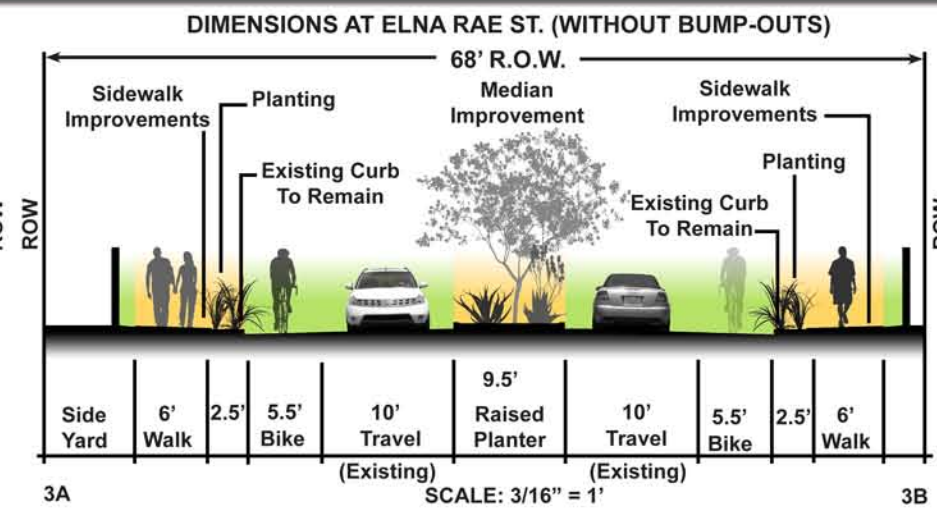 DIMENSIONS AT ELNA RAE ST. (WITHOUT BUMP-OUTS)
68’ R.O.W.
Sidewalk
Improvements
Planting
Existing Curb
To Remain
Median
Improvement
Sidewalk
Improvements
Planting
Existing Curb
To Remain
ROW
ROW
ROW
Side
Yard
6’
Walk
2.5’
5.5’
Bike
10’
Travel
(Existing)
9.5’
Raised
Planter
10’
Travel
(Existing)
5.5’
Bike
2.5’
6’
Walk
3A
SCALE: 3/16” = 1’
3B